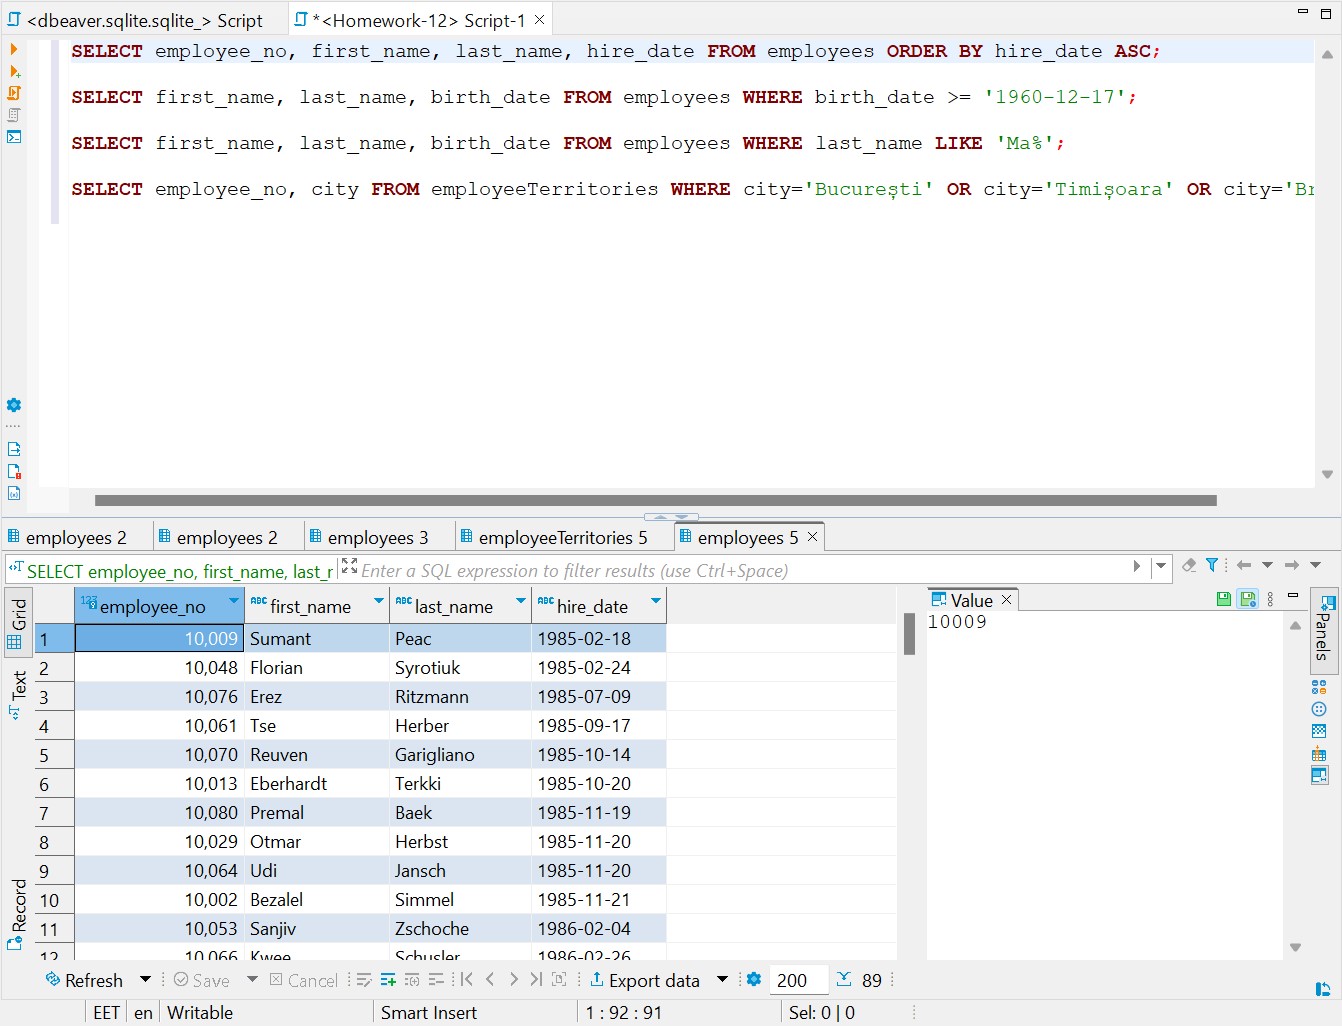 <dbeaver.sqlite.sqlite_> Script
*<Homework-12> Script-1
SELECT employee_no, first_name, last_name, hire_date FROM employees ORDER BY hire_date ASC;
SELECT first_name, last_name, birth_date FROM employees WHERE birth_date >= '1960-12-17';
SELECT first_name, last_name, birth_date FROM employees WHERE last_name LIKE 'Ma%';
SELECT employee_no, city FROM employeeTerritories WHERE city='București' OR city='Timișoara' OR city='Br
employees 2 employees 2 employees 3 employeeTerritories 5 employees 5
SELECT employee_no, first_name, last_r Enter a SQL expression to filter results (use Ctrl+Space)
Grid
Text
Record
123 employee_no ABC first_name ABC last_name ABC hire_date
1 10,009 Sumant Peac 1985-02-18
2 10,048 Florian Syrotiuk 1985-02-24
3 10,076 Erez Ritzmann 1985-07-09
4 10,061 Tse Herber 1985-09-17
5 10,070 Reuven Garigliano 1985-10-14
6 10,013 Eberhardt Terkki 1985-10-20
7 10,080 Premal Baek 1985-11-19
8 10,029 Otmar Herbst 1985-11-20
9 10,064 Udi Jansch 1985-11-20
10 10,002 Bezalel Simmel 1985-11-21
11 10,053 Sanjiv Zschoche 1986-02-04
12 10,066 Kwee Schusler 1986-02-26
Value
10009
Panels
Refresh Save Cancel Export data 200 89
EET en Writable Smart Insert 1 : 92 : 91 Sel: 0 | 0